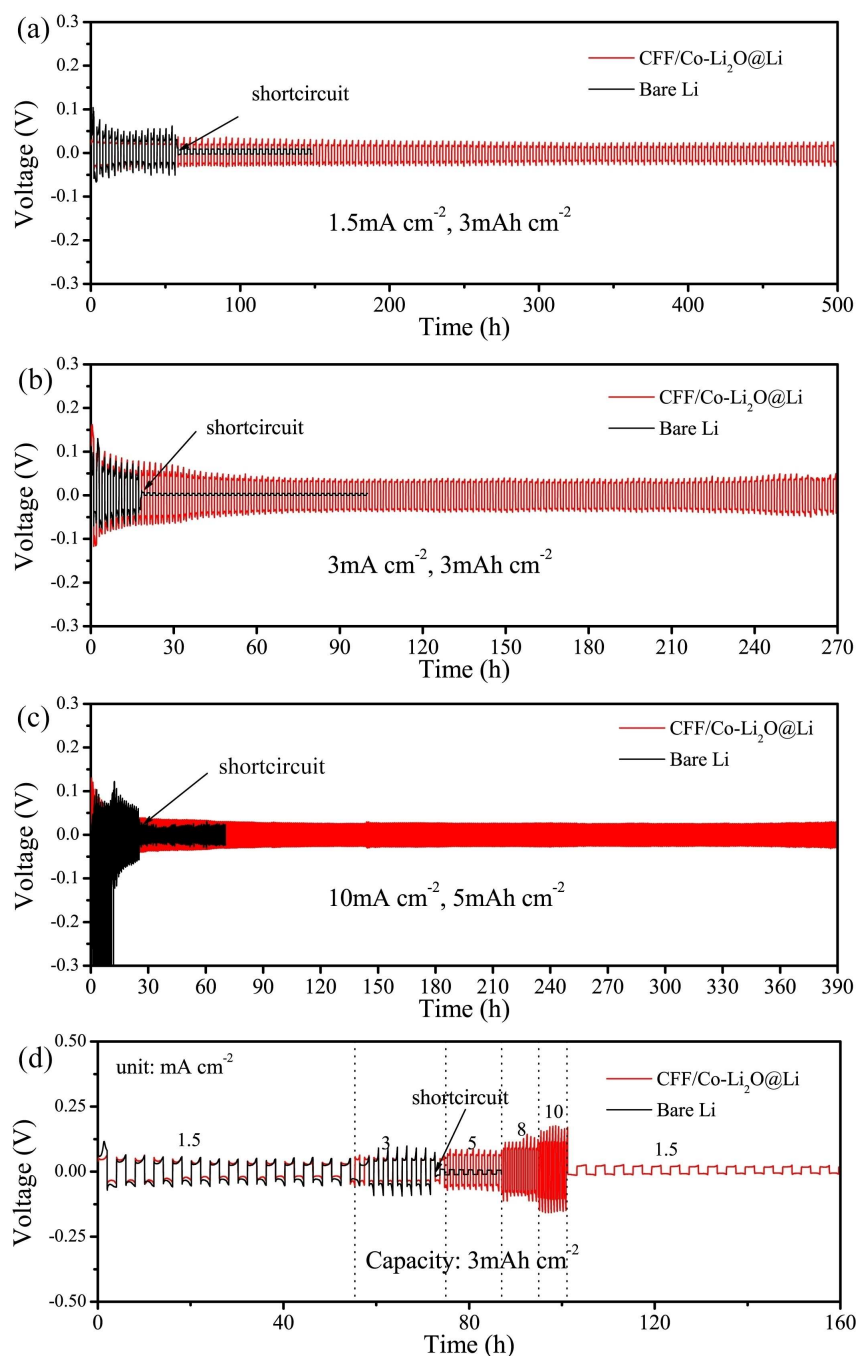 (a)
0.3
0.2
0.1
0.0
-0.1
-0.2
-0.3
Voltage (V)
shortcircuit
CFF/Co-Li₂O@Li
Bare Li
1.5mA cm⁻², 3mAh cm⁻²
0 100 200 300 400 500
Time (h)
(b)
0.3
0.2
0.1
0.0
-0.1
-0.2
-0.3
Voltage (V)
shortcircuit
CFF/Co-Li₂O@Li
Bare Li
3mA cm⁻², 3mAh cm⁻²
0 30 60 90 120 150 180 210 240 270
Time (h)
(c)
0.3
0.2
0.1
0.0
-0.1
-0.2
-0.3
Voltage (V)
shortcircuit
CFF/Co-Li₂O@Li
Bare Li
10mA cm⁻², 5mAh cm⁻²
0 30 60 90 120 150 180 210 240 270 300 330 360 390
Time (h)
(d)
0.50
0.25
0.00
-0.25
-0.50
Voltage (V)
unit: mA cm⁻²
shortcircuit
CFF/Co-Li₂O@Li
Bare Li
1.5 3 5 8 10 1.5
Capacity: 3mAh cm⁻²
0 40 80 120 160
Time (h)